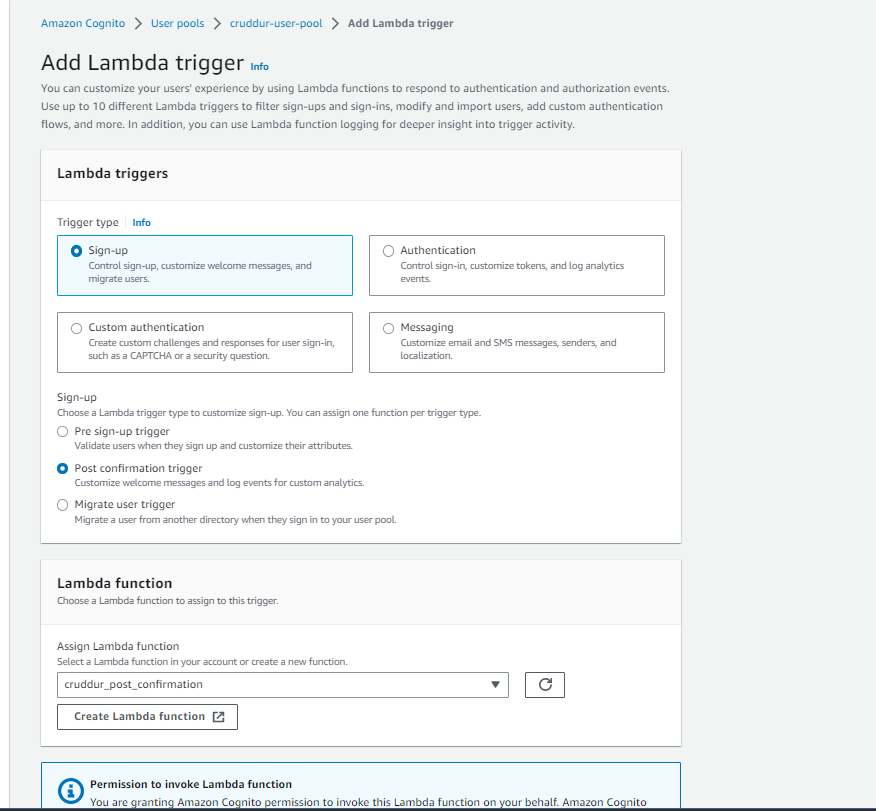 Amazon Cognito > User pools > cruddur-user-pool > Add Lambda trigger
Add Lambda trigger Info
You can customize your users' experience by using Lambda functions to respond to authentication and authorization events.
Use up to 10 different Lambda triggers to filter sign-ups and sign-ins, modify and import users, add custom authentication
flows, and more. In addition, you can use Lambda function logging for deeper insight into trigger activity.
Lambda triggers
Trigger type Info
Sign-up
Control sign-up, customize welcome messages, and
migrate users.
Authentication
Control sign-in, customize tokens, and log analytics
events.
Custom authentication
Create custom challenges and responses for user sign-in,
such as a CAPTCHA or a security question.
Messaging
Customize email and SMS messages, senders, and
localization.
Sign-up
Choose a Lambda trigger type to customize sign-up. You can assign one function per trigger type.
Pre sign-up trigger
Validate users when they sign up and customize their attributes.
Post confirmation trigger
Customize welcome messages and log events for custom analytics.
Migrate user trigger
Migrate a user from another directory when they sign in to your user pool.
Lambda function
Choose a Lambda function to assign to this trigger.
Assign Lambda function
Select a Lambda function in your account or create a new function.
cruddur_post_confirmation
Create Lambda function
Permission to invoke Lambda function
You are granting Amazon Cognito permission to invoke this Lambda function on your behalf. Amazon Cognito